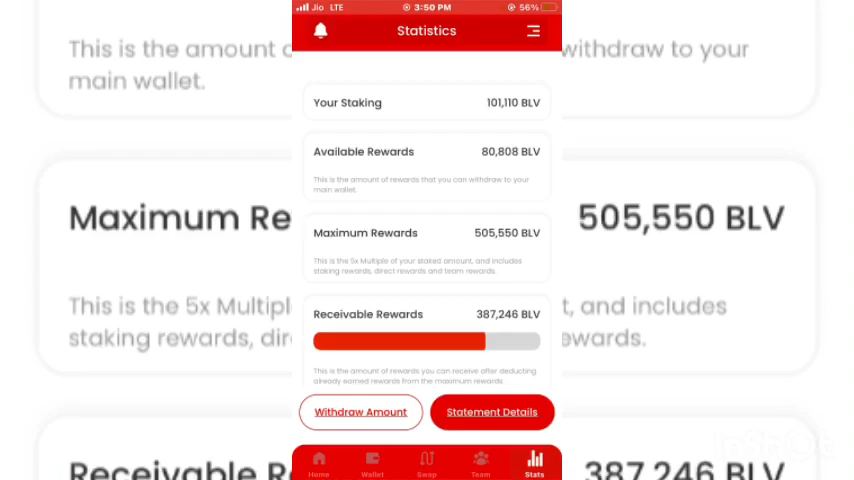 Jio LTE 3:50 PM 56%
Statistics
Your Staking 101,110 BLV
Available Rewards 80,808 BLV
This is the amount of rewards that you can withdraw to your
main wallet.
Maximum Rewards 505,550 BLV
This is the 5x Multiple of your staked amount, and includes
staking rewards, direct rewards and team rewards.
Receivable Rewards 387,246 BLV
This is the amount of rewards you can receive after deducting
already earned rewards from the maximum rewards.
Withdraw Amount Statement Details
Home Wallet Swap Team Stats
This is the amount withdraw to your
main wallet.
Maximum Re 505,550 BLV
This is the 5x Multipl t, and includes
staking rewards, dir ewards.
Receivable R 387,246 BLV
InShOt